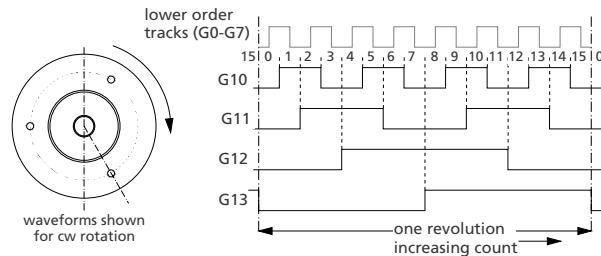 lower order
tracks (G0-G7)
15 0 1 2 3 4 5 6 7 8 9 10 11 12 13 14 15 0
G10
G11
G12
G13
waveforms shown
for cw rotation
one revolution
increasing count